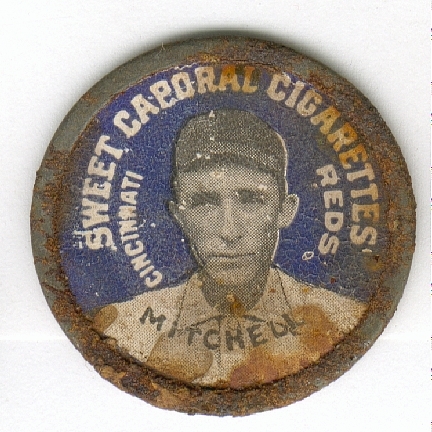 SWEET CAPORAL CIGARETTES
CINCINNATI
REDS
MITCHELL